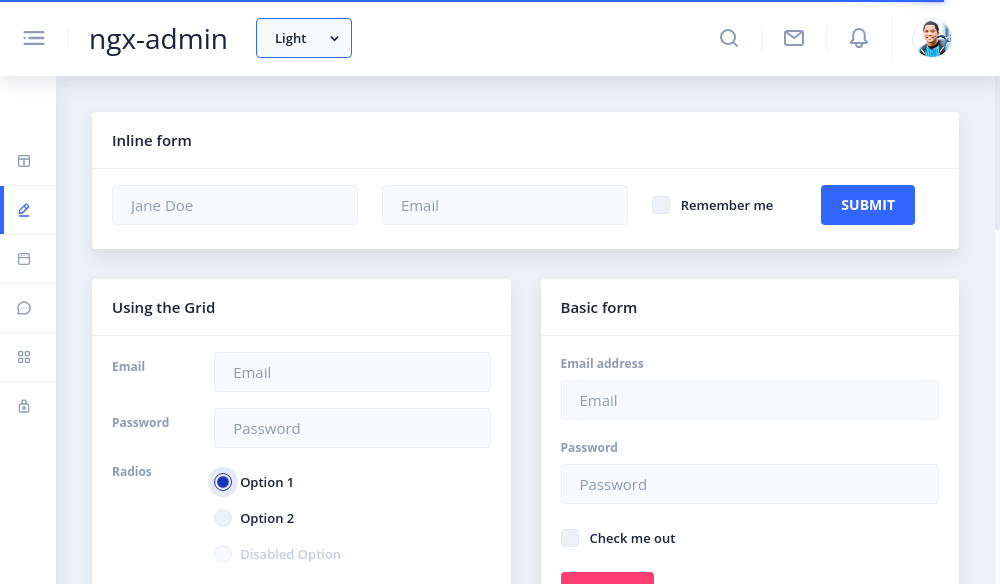 ngx-admin
Light
Inline form
Jane Doe
Email
Remember me
SUBMIT
Using the Grid
Email
Email
Password
Password
Radios
Option 1
Option 2
Disabled Option
Basic form
Email address
Email
Password
Password
Check me out